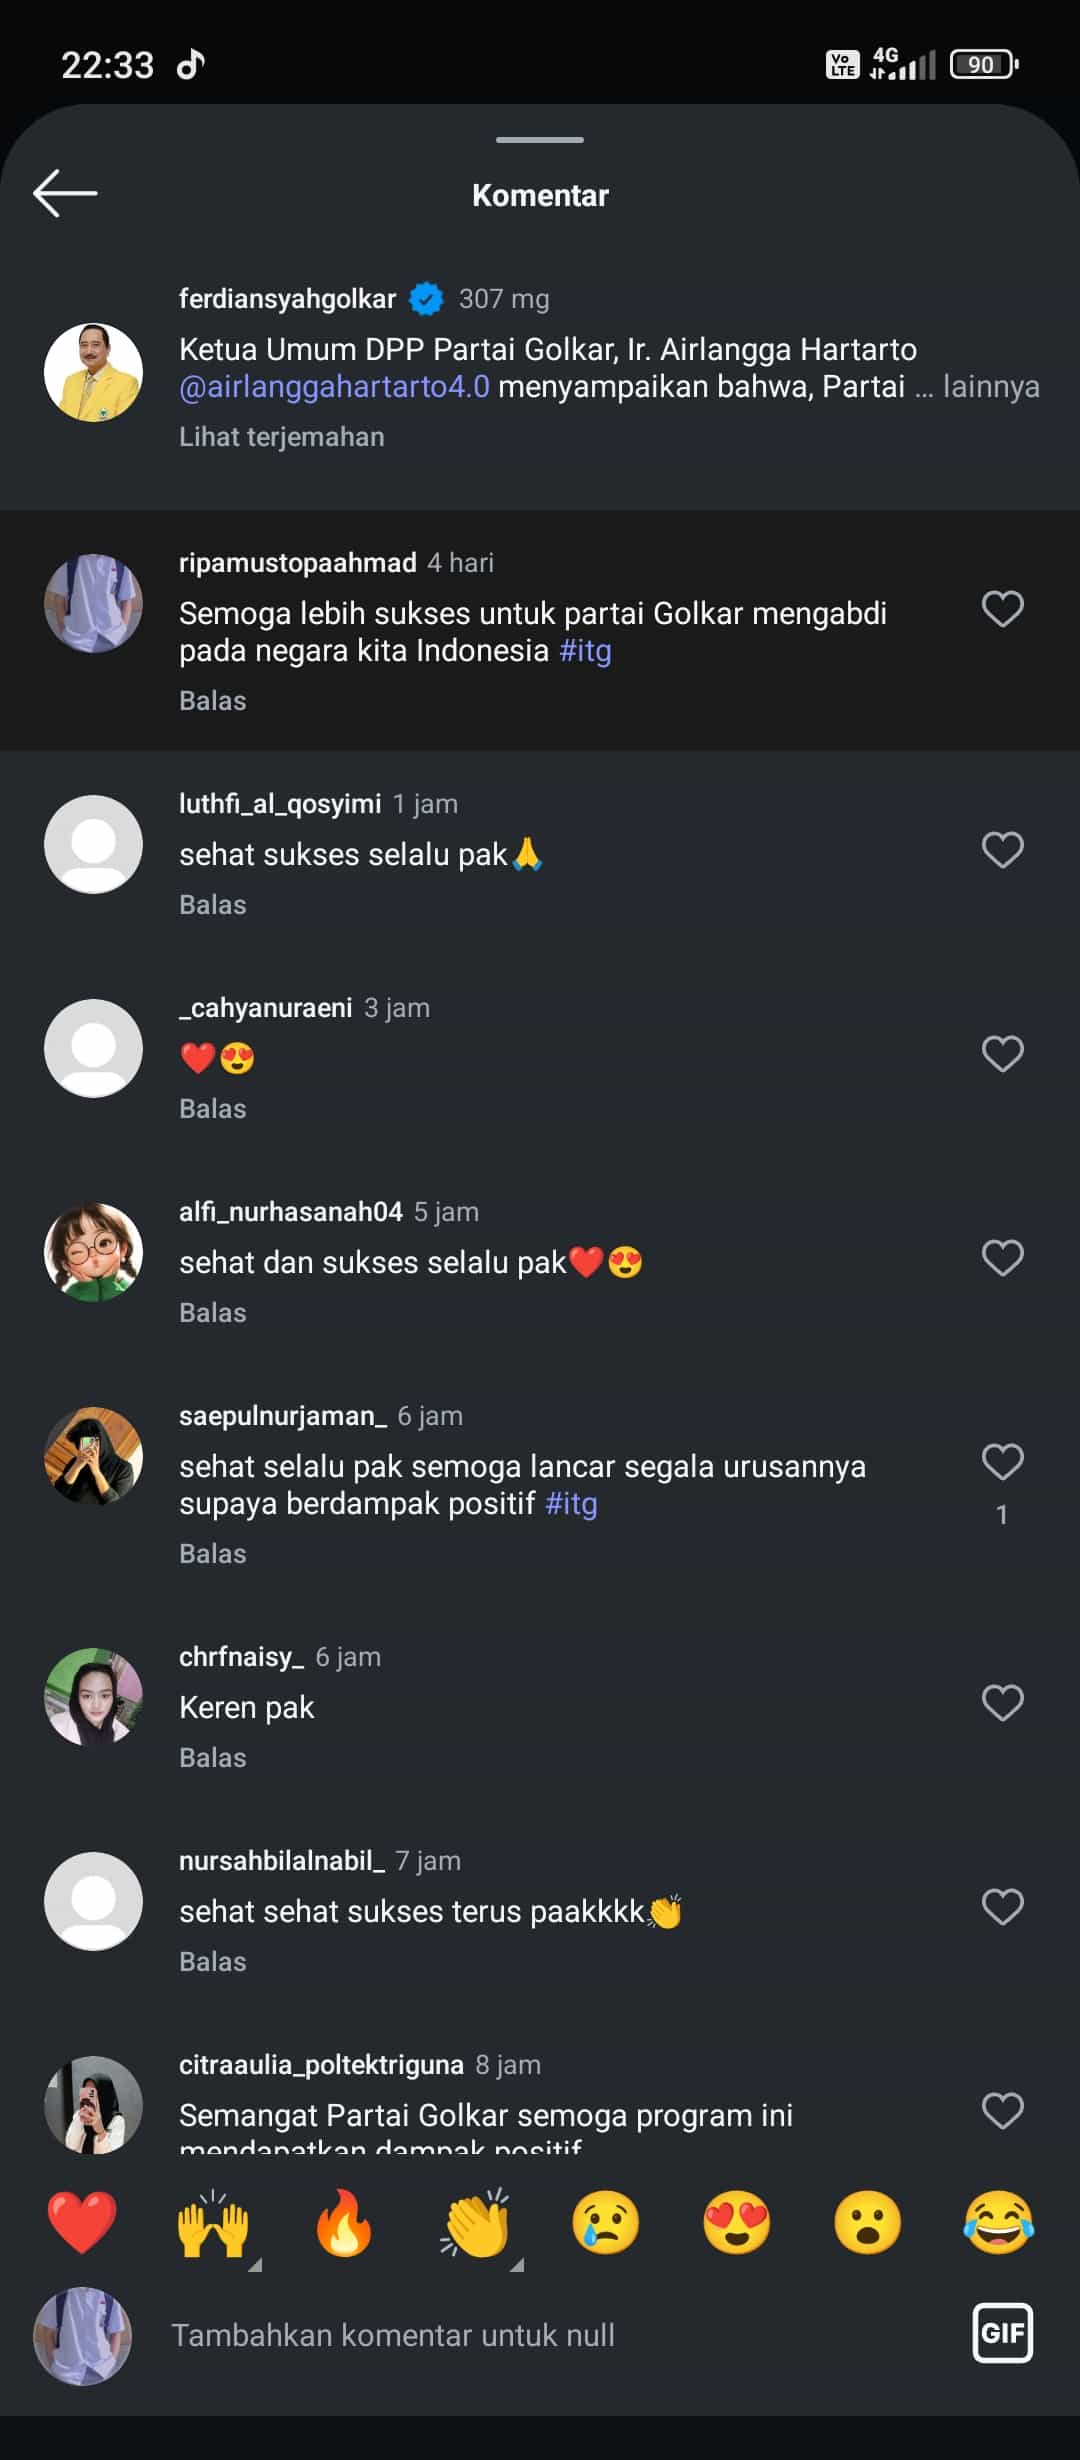 22:33
Vo LTE 4G 90
Komentar
ferdiansyahgolkar 307 mg
Ketua Umum DPP Partai Golkar, Ir. Airlangga Hartarto
@airlanggahartarto4.0 menyampaikan bahwa, Partai ... lainnya
Lihat terjemahan
ripamustopaahmad 4 hari
Semoga lebih sukses untuk partai Golkar mengabdi
pada negara kita Indonesia #itg
Balas
luthfi_al_qosyimi 1 jam
sehat sukses selalu pak🙏
Balas
_cahyanuraeni 3 jam
❤️😍
Balas
alfi_nurhasanah04 5 jam
sehat dan sukses selalu pak❤️😍
Balas
saepulnurjaman_ 6 jam
sehat selalu pak semoga lancar segala urusannya
supaya berdampak positif #itg
1
Balas
chrfnaisy_ 6 jam
Keren pak
Balas
nursahbilalnabil_ 7 jam
sehat sehat sukses terus paakkkk👏
Balas
citraaulia_poltektriguna 8 jam
Semangat Partai Golkar semoga program ini
mendapatkan dampak positif
Tambahkan komentar untuk null
GIF